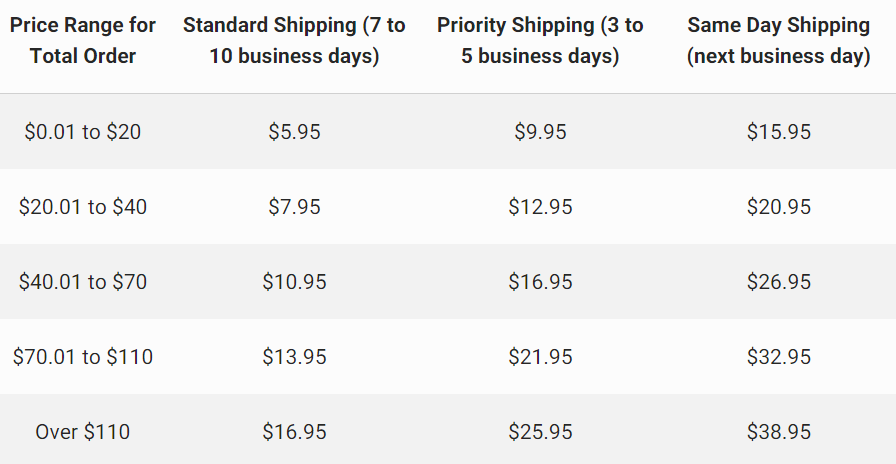 Price Range for Total Order
Standard Shipping (7 to 10 business days)
Priority Shipping (3 to 5 business days)
Same Day Shipping (next business day)
$0.01 to $20 $5.95 $9.95 $15.95
$20.01 to $40 $7.95 $12.95 $20.95
$40.01 to $70 $10.95 $16.95 $26.95
$70.01 to $110 $13.95 $21.95 $32.95
Over $110 $16.95 $25.95 $38.95